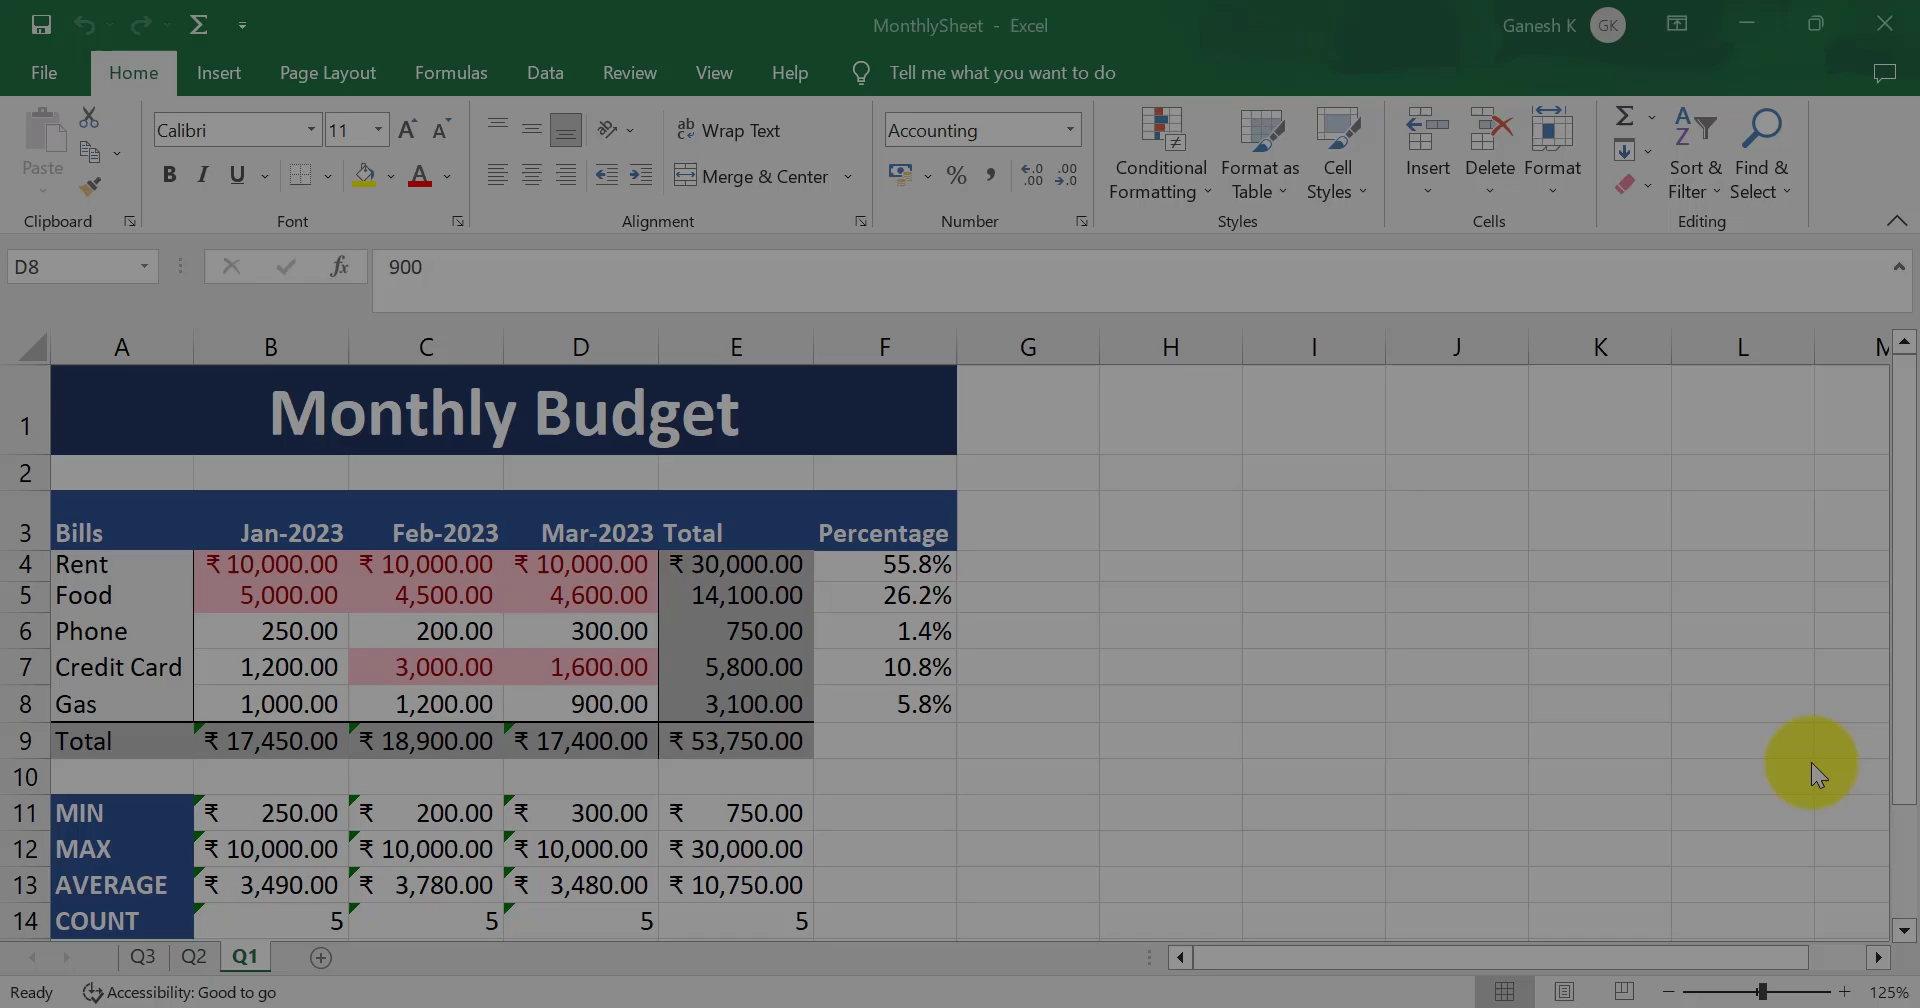 MonthlySheet - Excel
Ganesh K GK
File Home Insert Page Layout Formulas Data Review View Help Tell me what you want to do
Calibri 11 Wrap Text Accounting
Paste B I U Merge & Center % Conditional Formatting Format as Table Cell Styles Insert Delete Format Sort & Filter Find & Select
Clipboard Font Alignment Number Styles Cells Editing
D8 fx 900
A B C D E F G H I J K L M
1 Monthly Budget
2
3 Bills Jan-2023 Feb-2023 Mar-2023 Total Percentage
4 Rent ₹ 10,000.00 ₹ 10,000.00 ₹ 10,000.00 ₹ 30,000.00 55.8%
5 Food 5,000.00 4,500.00 4,600.00 14,100.00 26.2%
6 Phone 250.00 200.00 300.00 750.00 1.4%
7 Credit Card 1,200.00 3,000.00 1,600.00 5,800.00 10.8%
8 Gas 1,000.00 1,200.00 900.00 3,100.00 5.8%
9 Total ₹ 17,450.00 ₹ 18,900.00 ₹ 17,400.00 ₹ 53,750.00
10
11 MIN ₹ 250.00 ₹ 200.00 ₹ 300.00 ₹ 750.00
12 MAX ₹ 10,000.00 ₹ 10,000.00 ₹ 10,000.00 ₹ 30,000.00
13 AVERAGE ₹ 3,490.00 ₹ 3,780.00 ₹ 3,480.00 ₹ 10,750.00
14 COUNT 5 5 5 5
Q3 Q2 Q1
Ready Accessibility: Good to go 125%